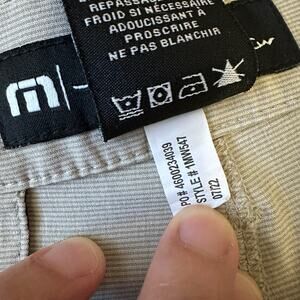 REPASSAGE
FROID SI NÉCESSAIRE
ADOUCISSANT À
PROSCRIRE
NE PAS BLANCHIR
PO# 4600234039
STYLE# 1MW547
07/22